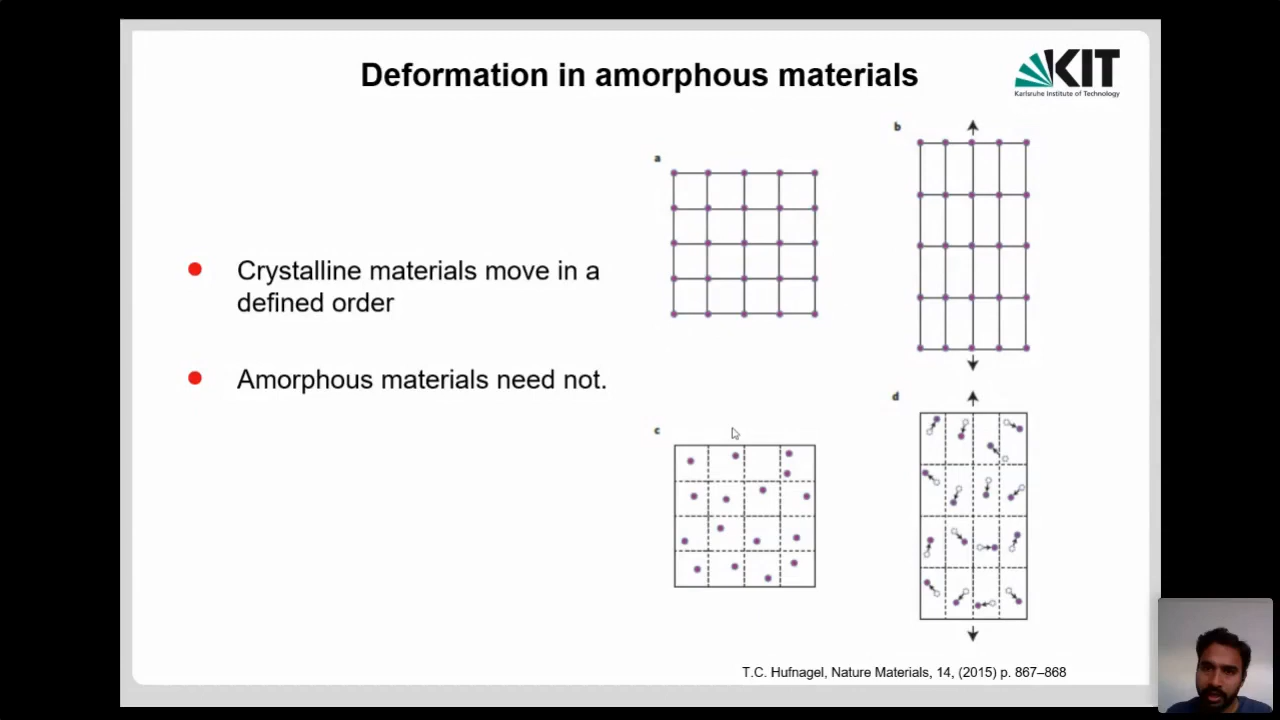 Deformation in amorphous materials
KIT
Karlsruhe Institute of Technology
Crystalline materials move in a
defined order
Amorphous materials need not.
a
b
c
d
T.C. Hufnagel, Nature Materials, 14, (2015) p. 867–868